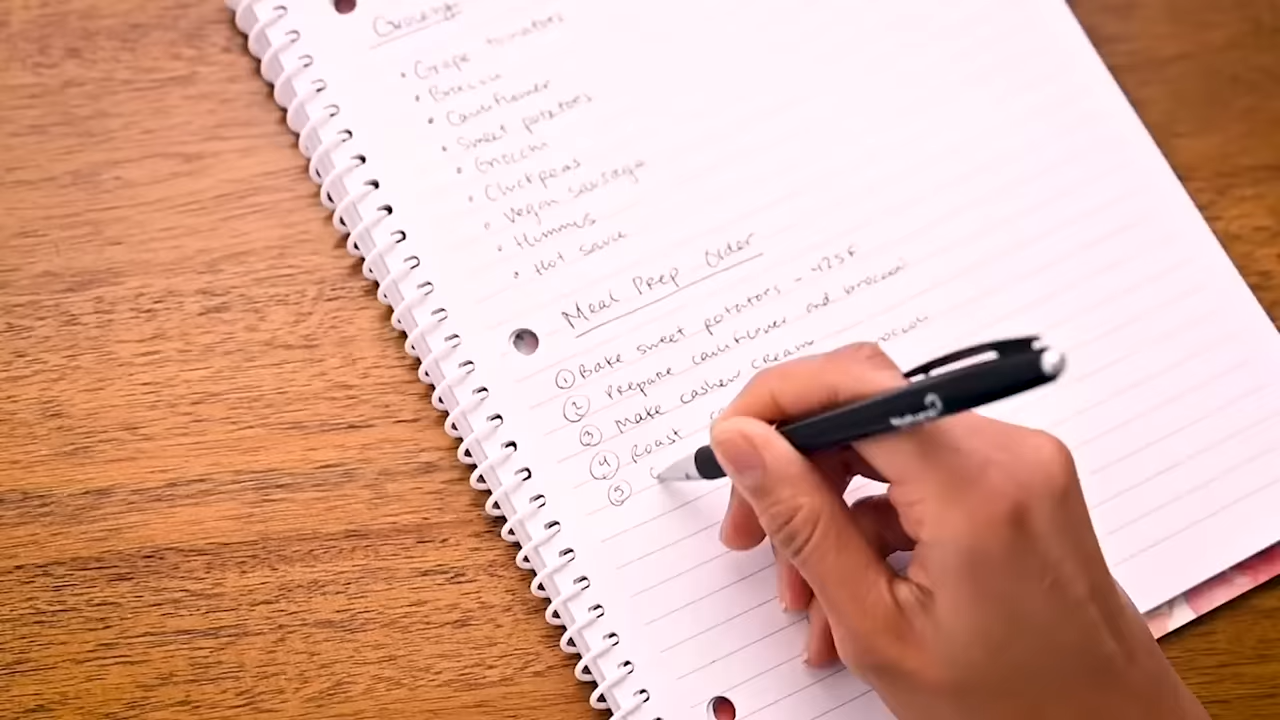 Grocery
• Grape tomatoes
• Broccoli
• Cauliflower
• Sweet potatoes
• Gnocchi
• Chickpeas
• Vegan sausage
• Hummus
• Hot sauce
Meal Prep Order
① Bake sweet potatoes - 425F
② Prepare cauliflower and broccoli
③ Make cashew cream
④ Roast
⑤